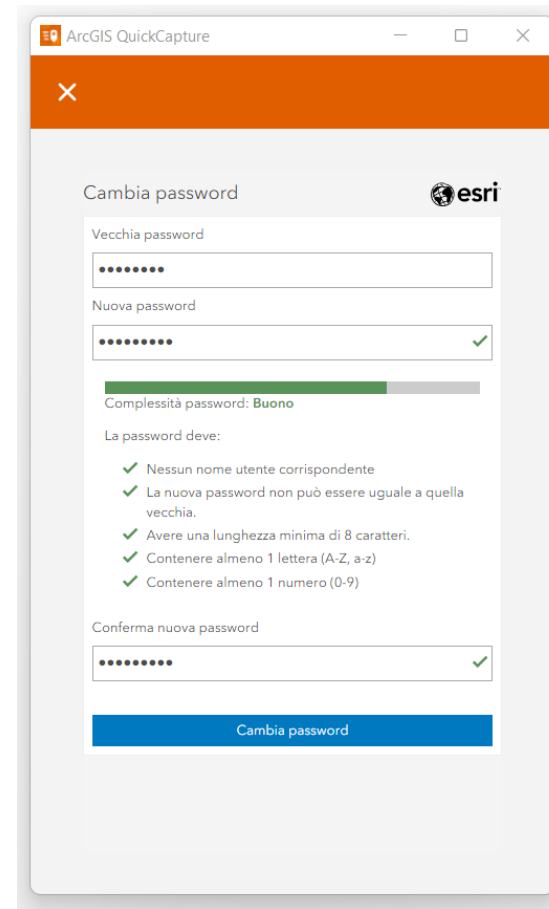 ArcGIS QuickCapture
Cambia password
esri
Vecchia password
••••••••
Nuova password
•••••••••
Complessità password: Buono
La password deve:
Nessun nome utente corrispondente
La nuova password non può essere uguale a quella
vecchia.
Avere una lunghezza minima di 8 caratteri.
Contenere almeno 1 lettera (A-Z, a-z)
Contenere almeno 1 numero (0-9)
Conferma nuova password
•••••••••
Cambia password